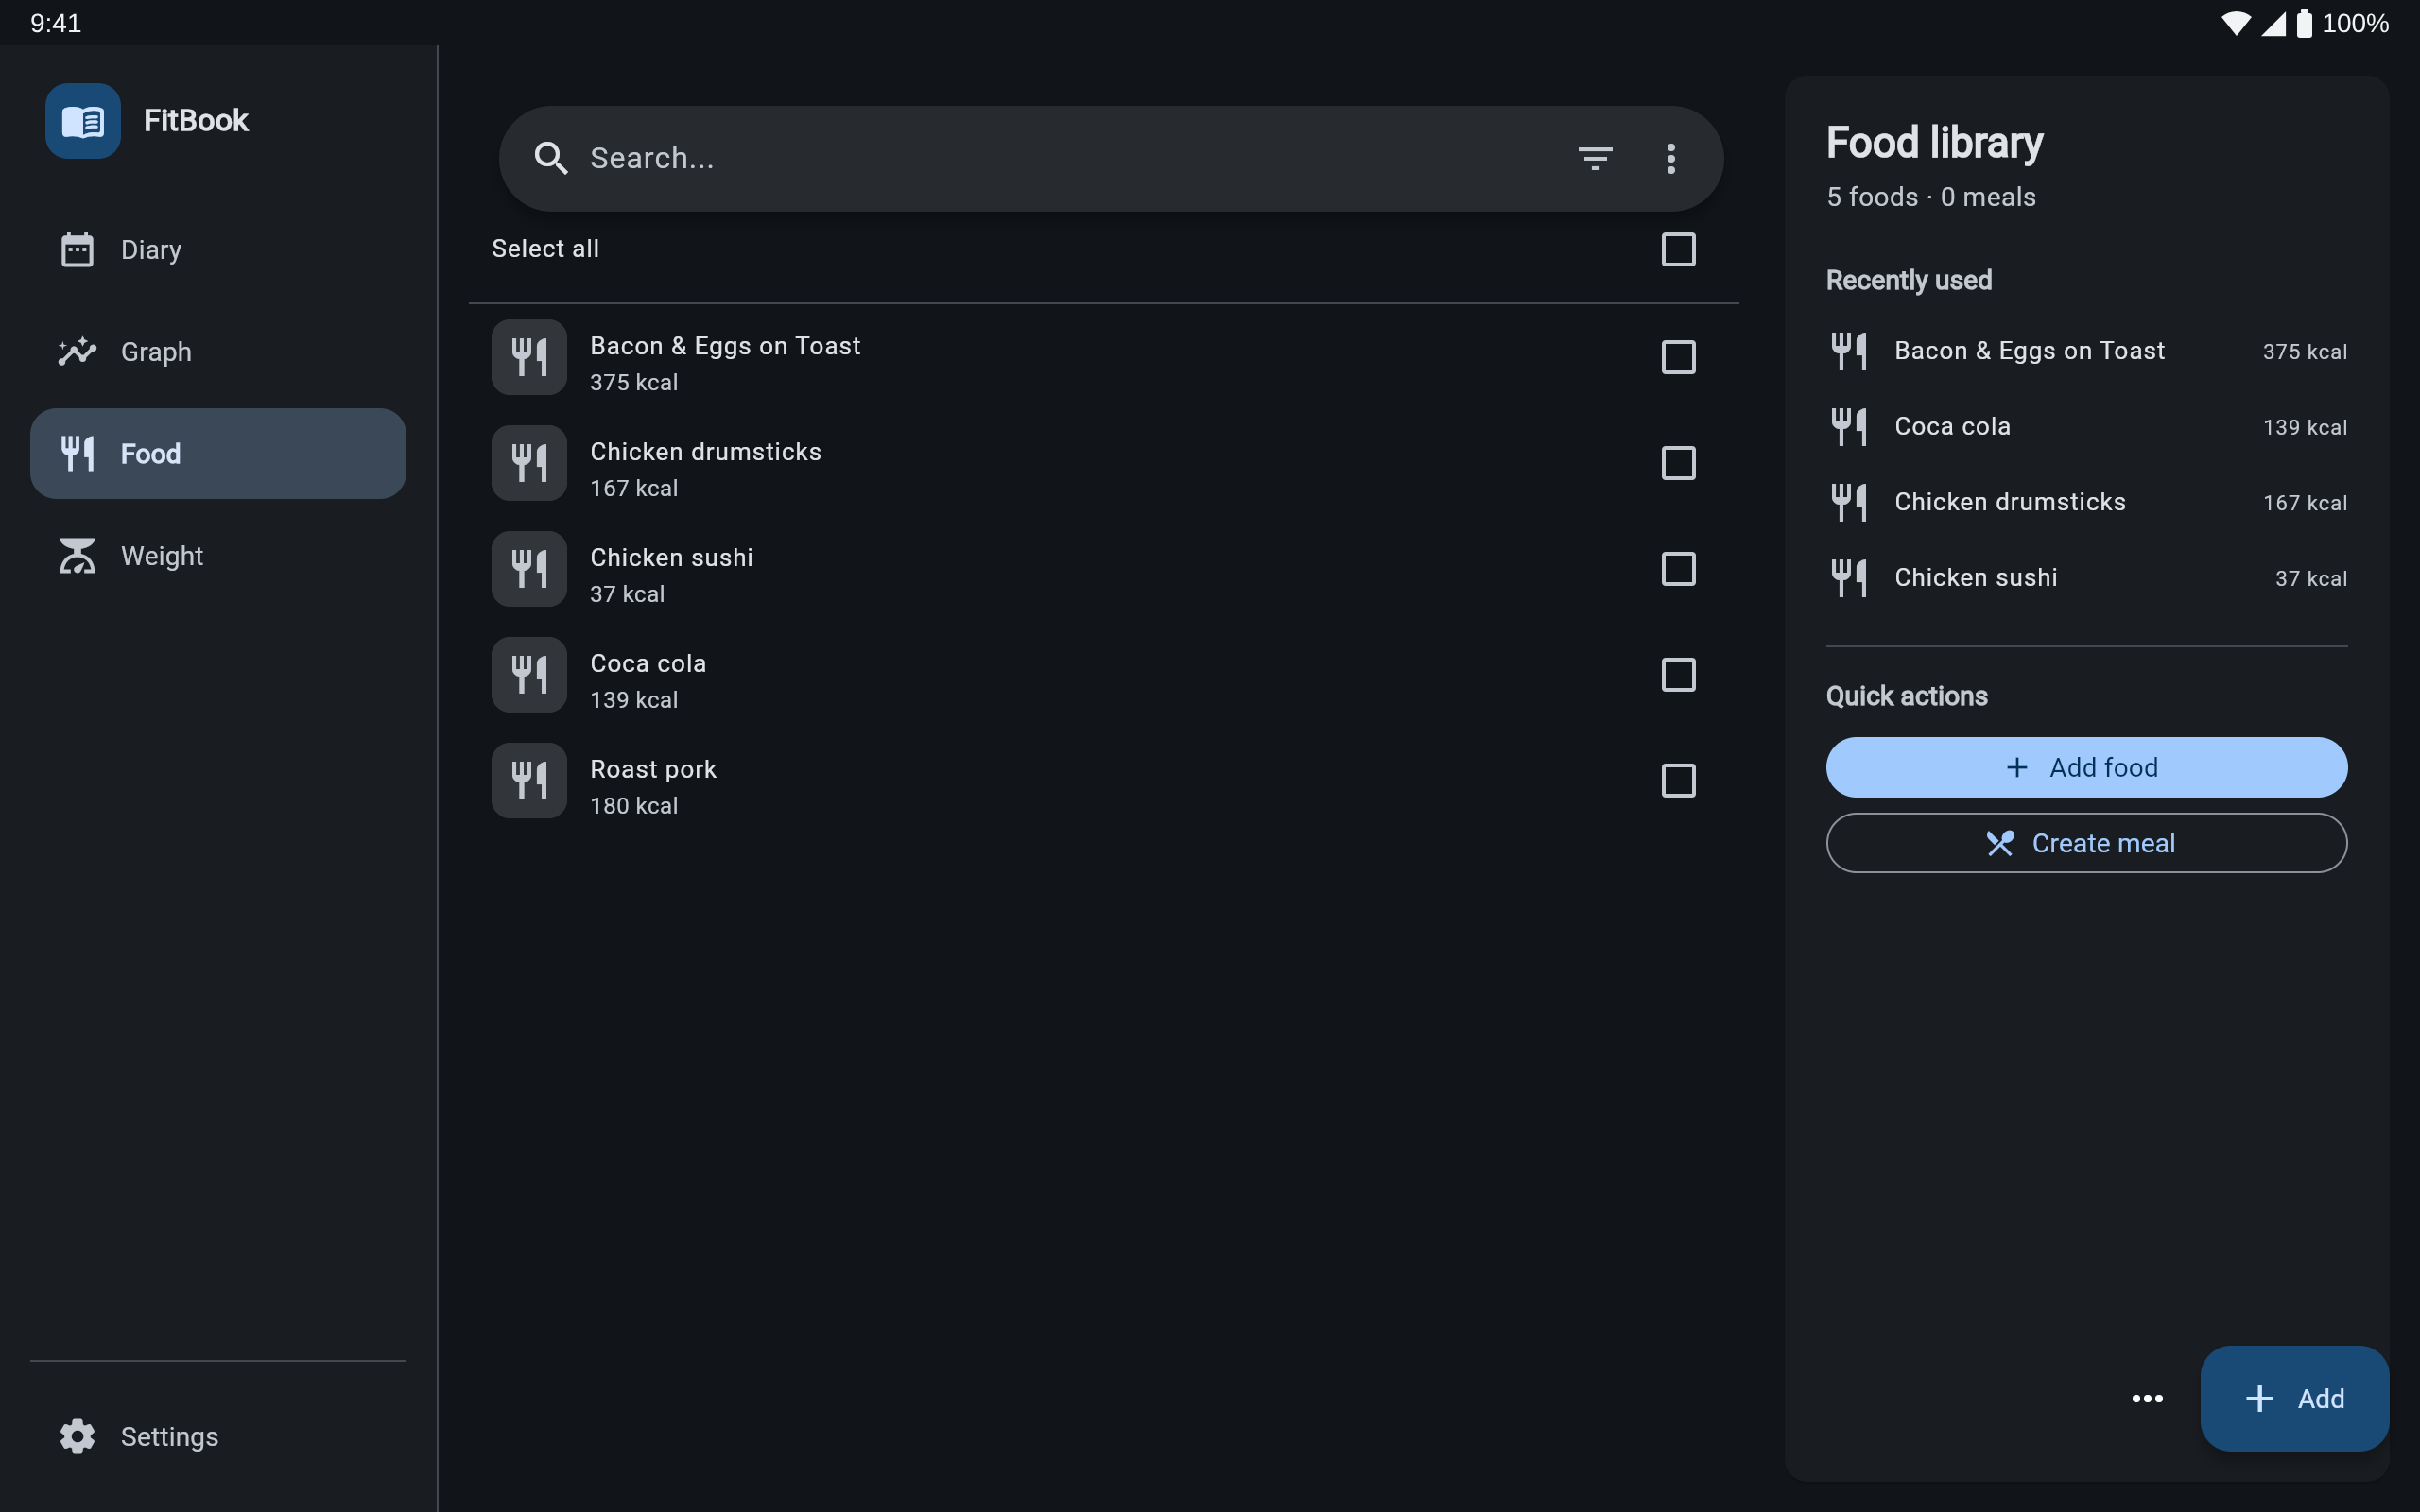 9:41
100%
FitBook
Diary
Graph
Food
Weight
Settings
Search...
Select all
Bacon & Eggs on Toast
375 kcal
Chicken drumsticks
167 kcal
Chicken sushi
37 kcal
Coca cola
139 kcal
Roast pork
180 kcal
Food library
5 foods · 0 meals
Recently used
Bacon & Eggs on Toast 375 kcal
Coca cola 139 kcal
Chicken drumsticks 167 kcal
Chicken sushi 37 kcal
Quick actions
Add food
Create meal
Add